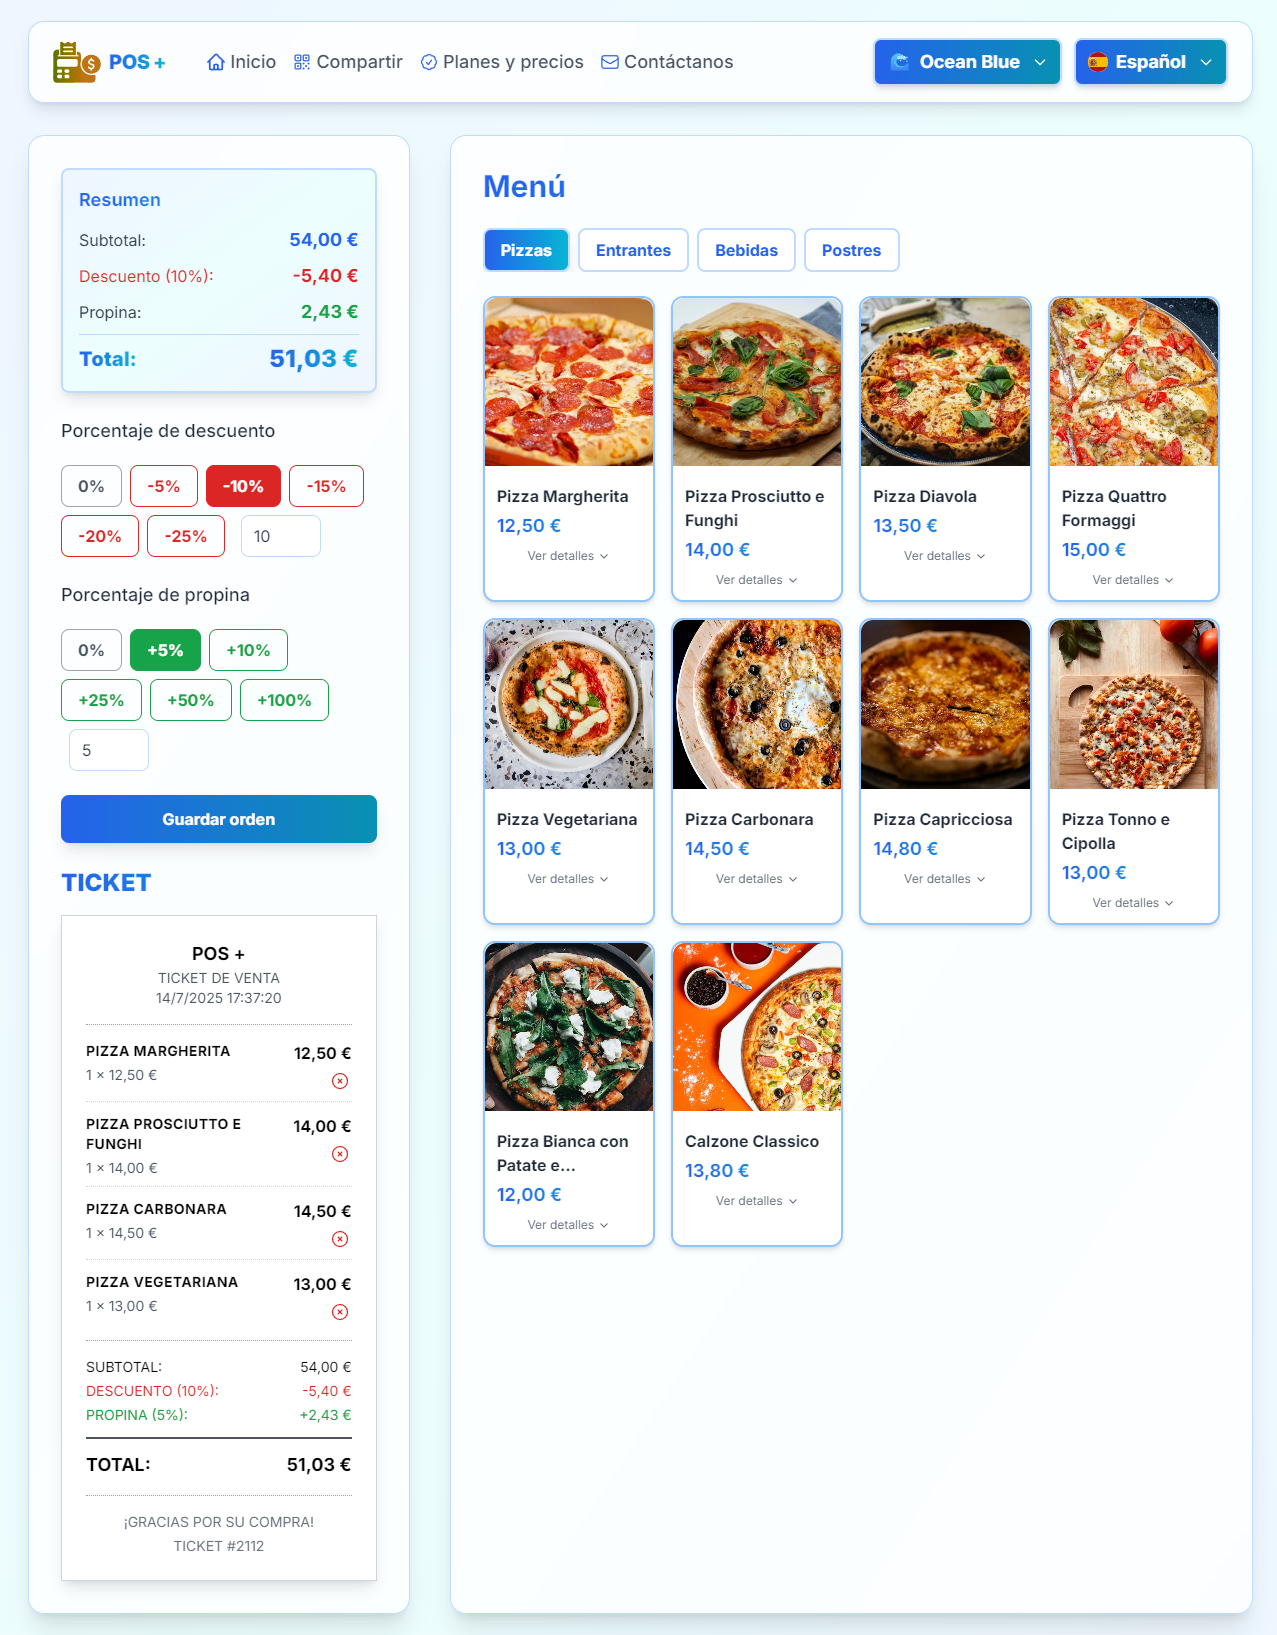 POS +
Inicio
Compartir
Planes y precios
Contáctanos
Ocean Blue
Español
Resumen
Subtotal: 54,00 €
Descuento (10%): -5,40 €
Propina: 2,43 €
Total: 51,03 €
Porcentaje de descuento
0% -5% -10% -15%
-20% -25% 10
Porcentaje de propina
0% +5% +10%
+25% +50% +100%
5
Guardar orden
TICKET
POS +
TICKET DE VENTA
14/7/2025 17:37:20
PIZZA MARGHERITA 12,50 €
1 × 12,50 €
PIZZA PROSCIUTTO E 14,00 €
FUNGHI
1 × 14,00 €
PIZZA CARBONARA 14,50 €
1 × 14,50 €
PIZZA VEGETARIANA 13,00 €
1 × 13,00 €
SUBTOTAL: 54,00 €
DESCUENTO (10%): -5,40 €
PROPINA (5%): +2,43 €
TOTAL: 51,03 €
¡GRACIAS POR SU COMPRA!
TICKET #2112
Menú
Pizzas Entrantes Bebidas Postres
Pizza Margherita
12,50 €
Ver detalles
Pizza Prosciutto e
Funghi
14,00 €
Ver detalles
Pizza Diavola
13,50 €
Ver detalles
Pizza Quattro
Formaggi
15,00 €
Ver detalles
Pizza Vegetariana
13,00 €
Ver detalles
Pizza Carbonara
14,50 €
Ver detalles
Pizza Capricciosa
14,80 €
Ver detalles
Pizza Tonno e
Cipolla
13,00 €
Ver detalles
Pizza Bianca con
Patate e...
12,00 €
Ver detalles
Calzone Classico
13,80 €
Ver detalles